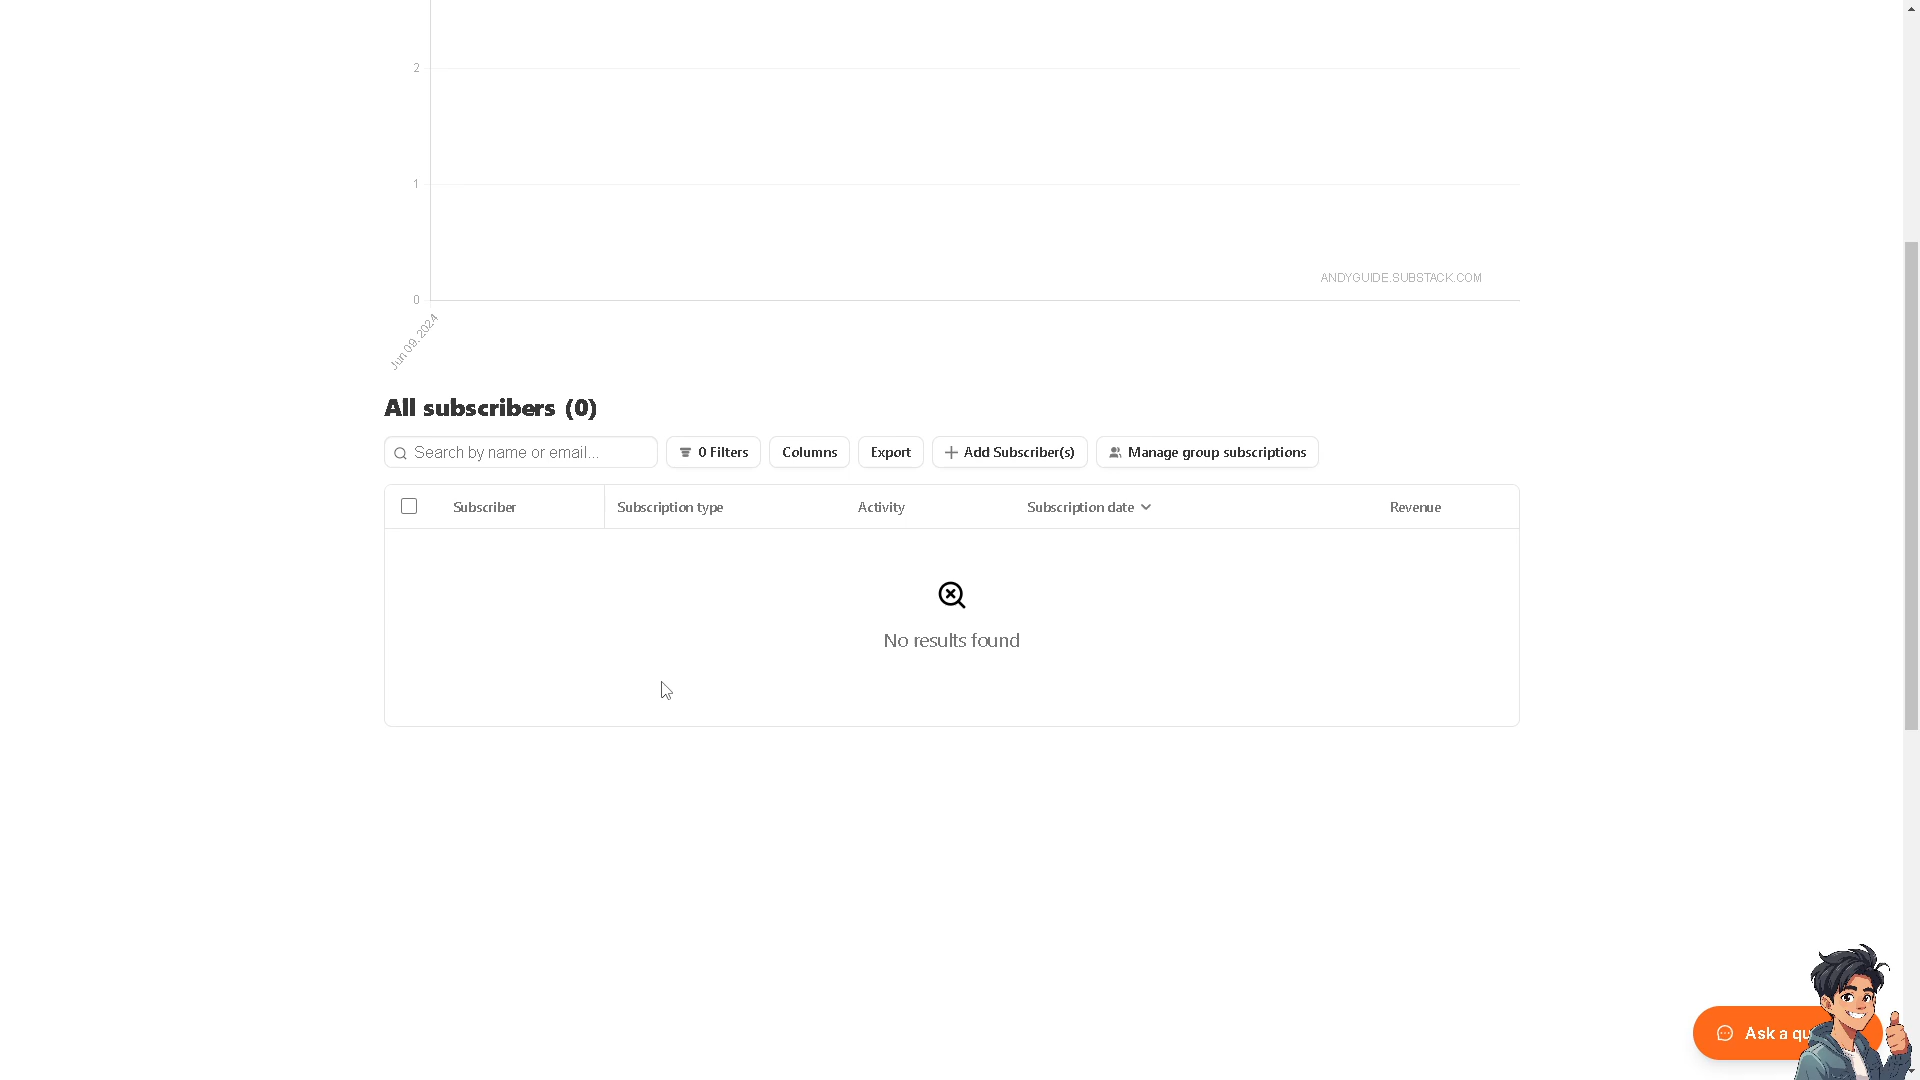 2
1
ANDYGUIDE.SUBSTACK.COM
0
Jun 09, 2024
All subscribers (0)
Search by name or email...
0 Filters
Columns
Export
Add Subscriber(s)
Manage group subscriptions
Subscriber
Subscription type
Activity
Subscription date
Revenue
No results found
Ask a qu